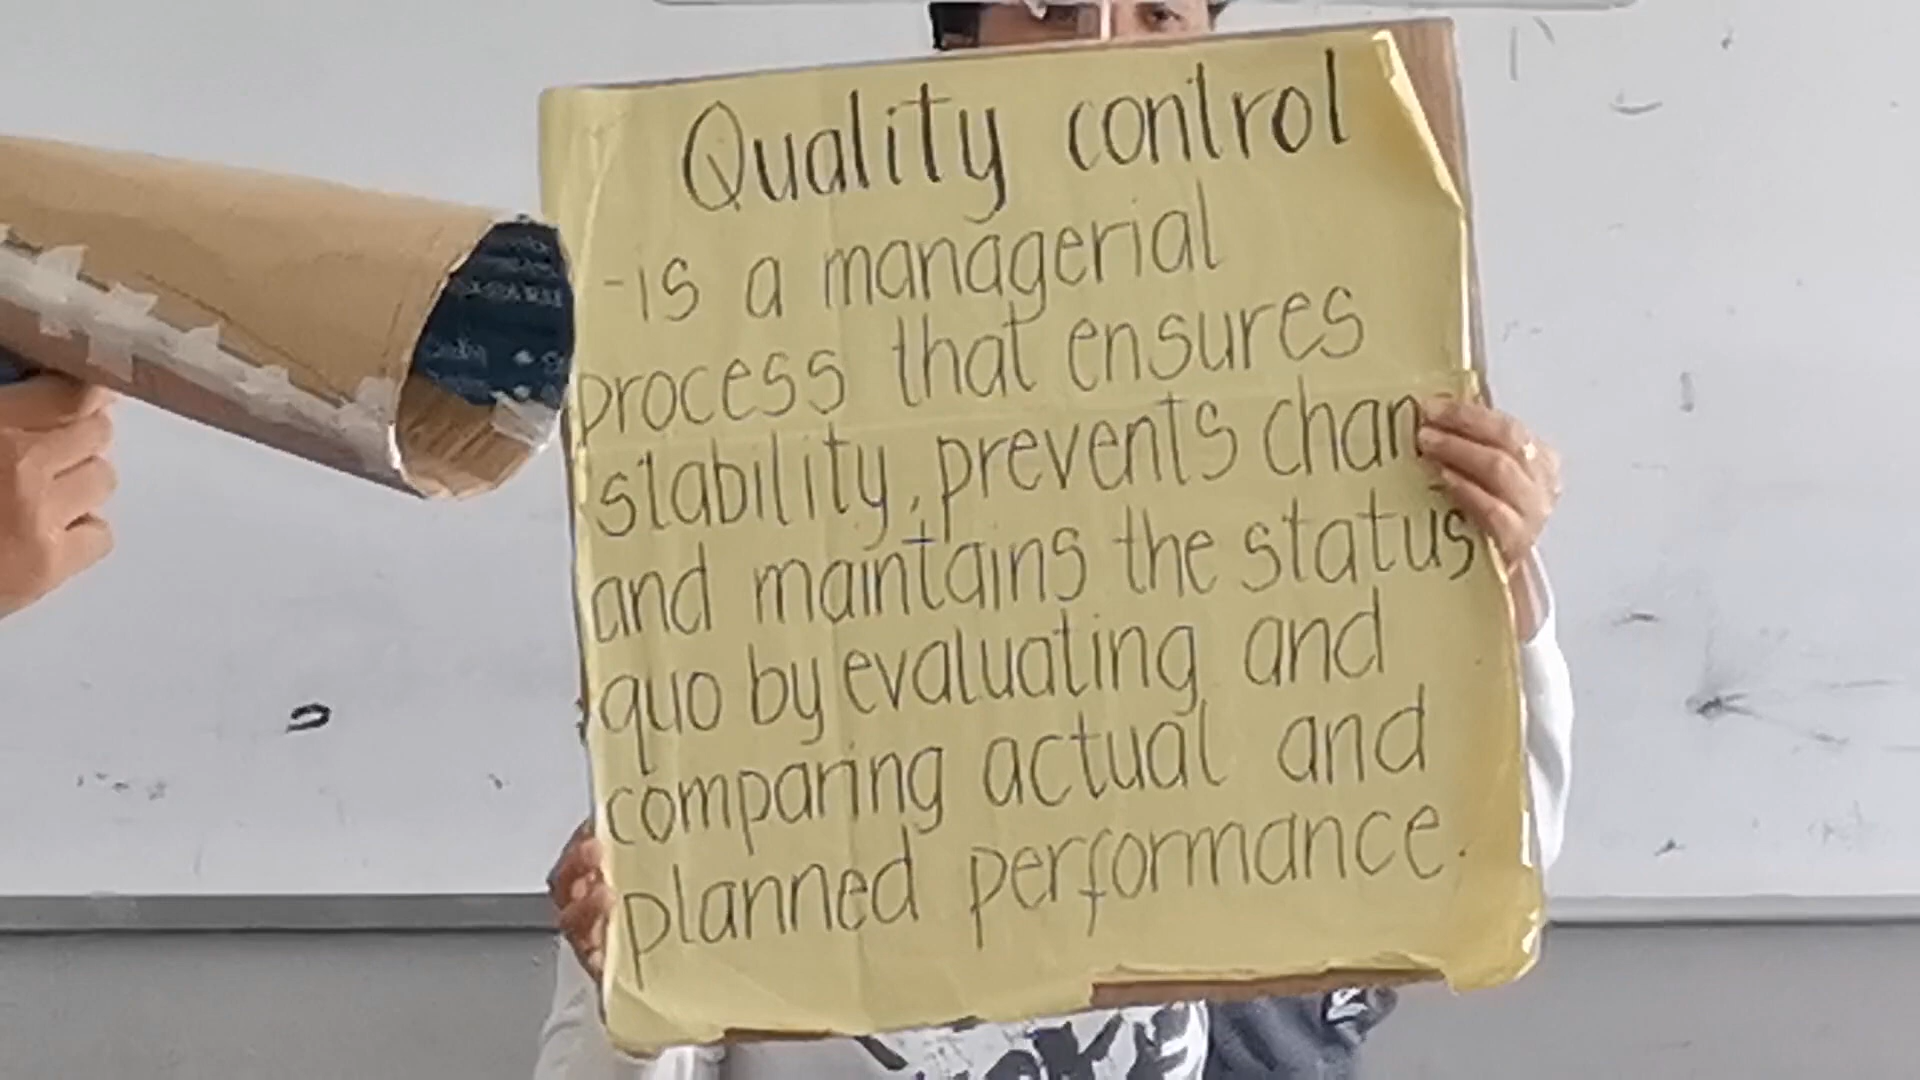 Quality control
-is a managerial
process that ensures
stability, prevents chan
and maintains the status
quo by evaluating and
comparing actual and
planned performance.